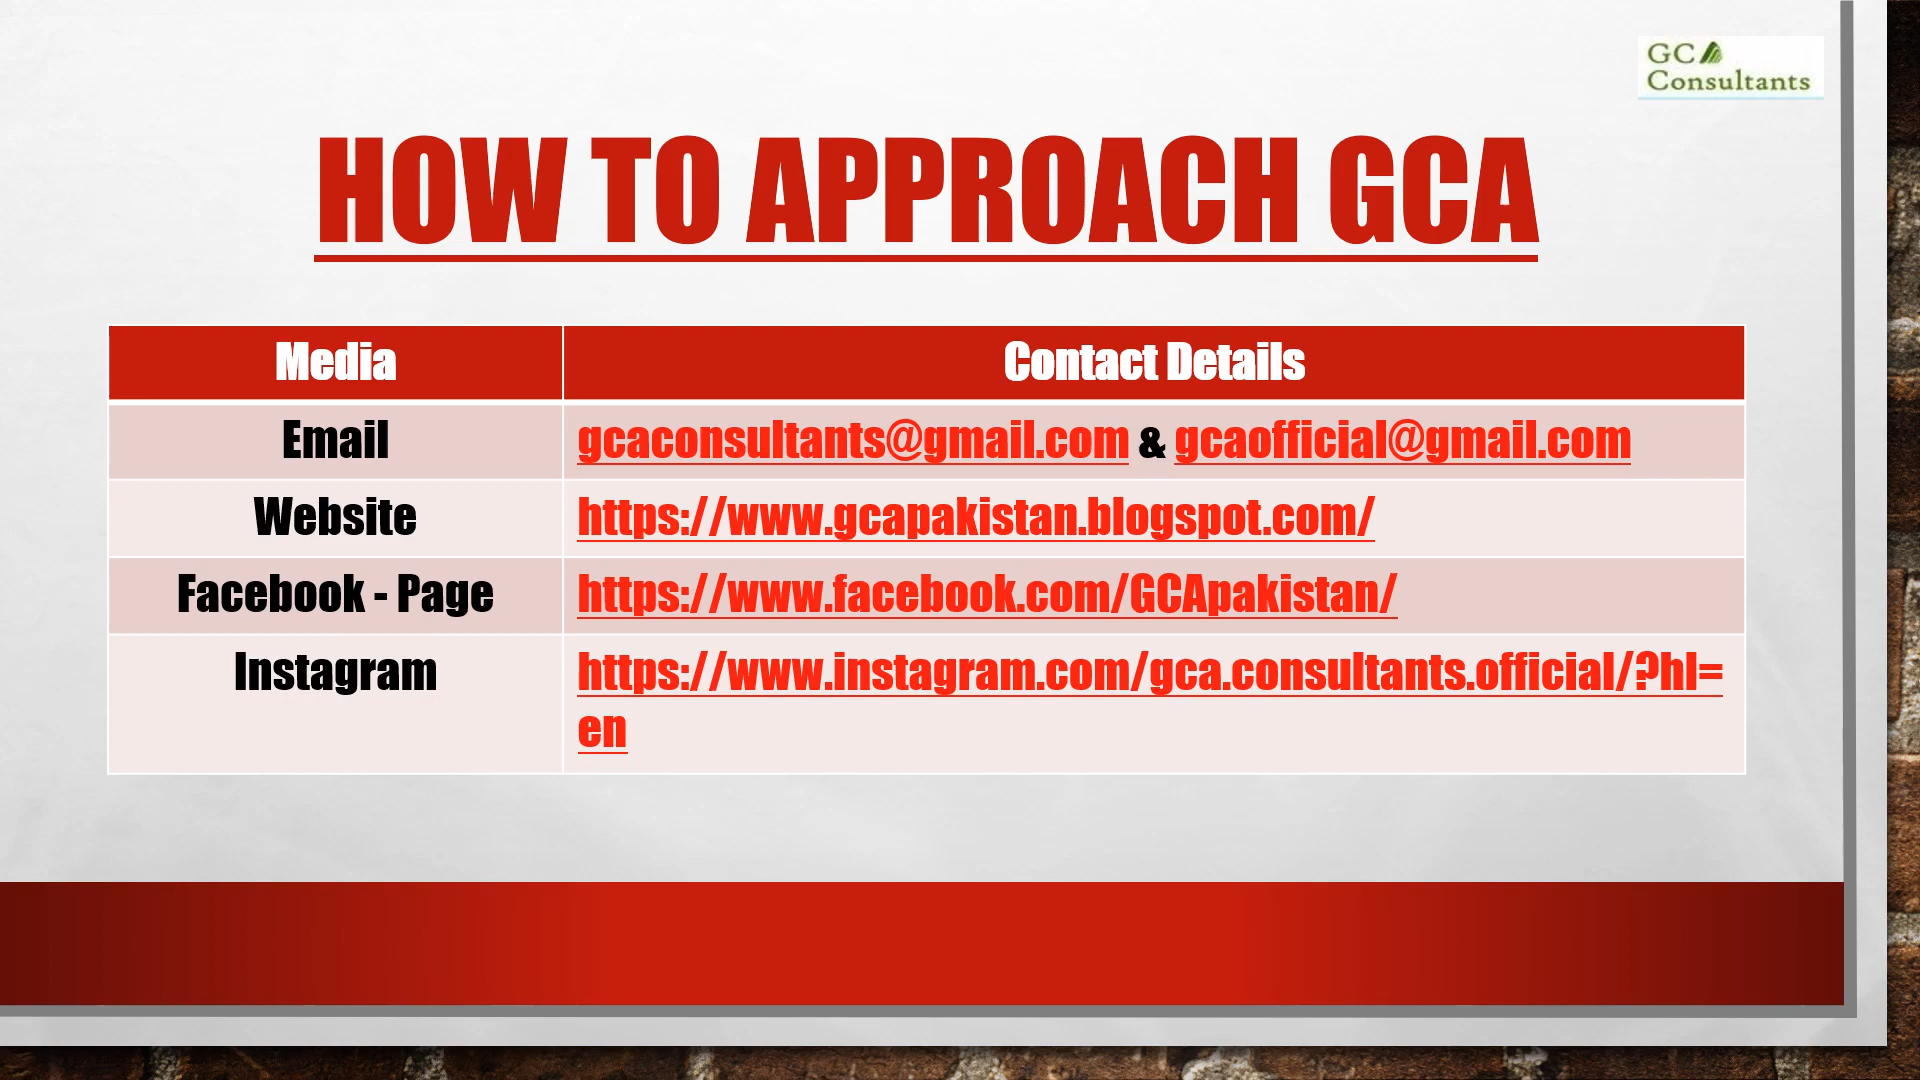 GCA
Consultants
HOW TO APPROACH GCA
Media Contact Details
Email gcaconsultants@gmail.com & gcaofficial@gmail.com
Website https://www.gcapakistan.blogspot.com/
Facebook - Page https://www.facebook.com/GCApakistan/
Instagram https://www.instagram.com/gca.consultants.official/?hl=
en